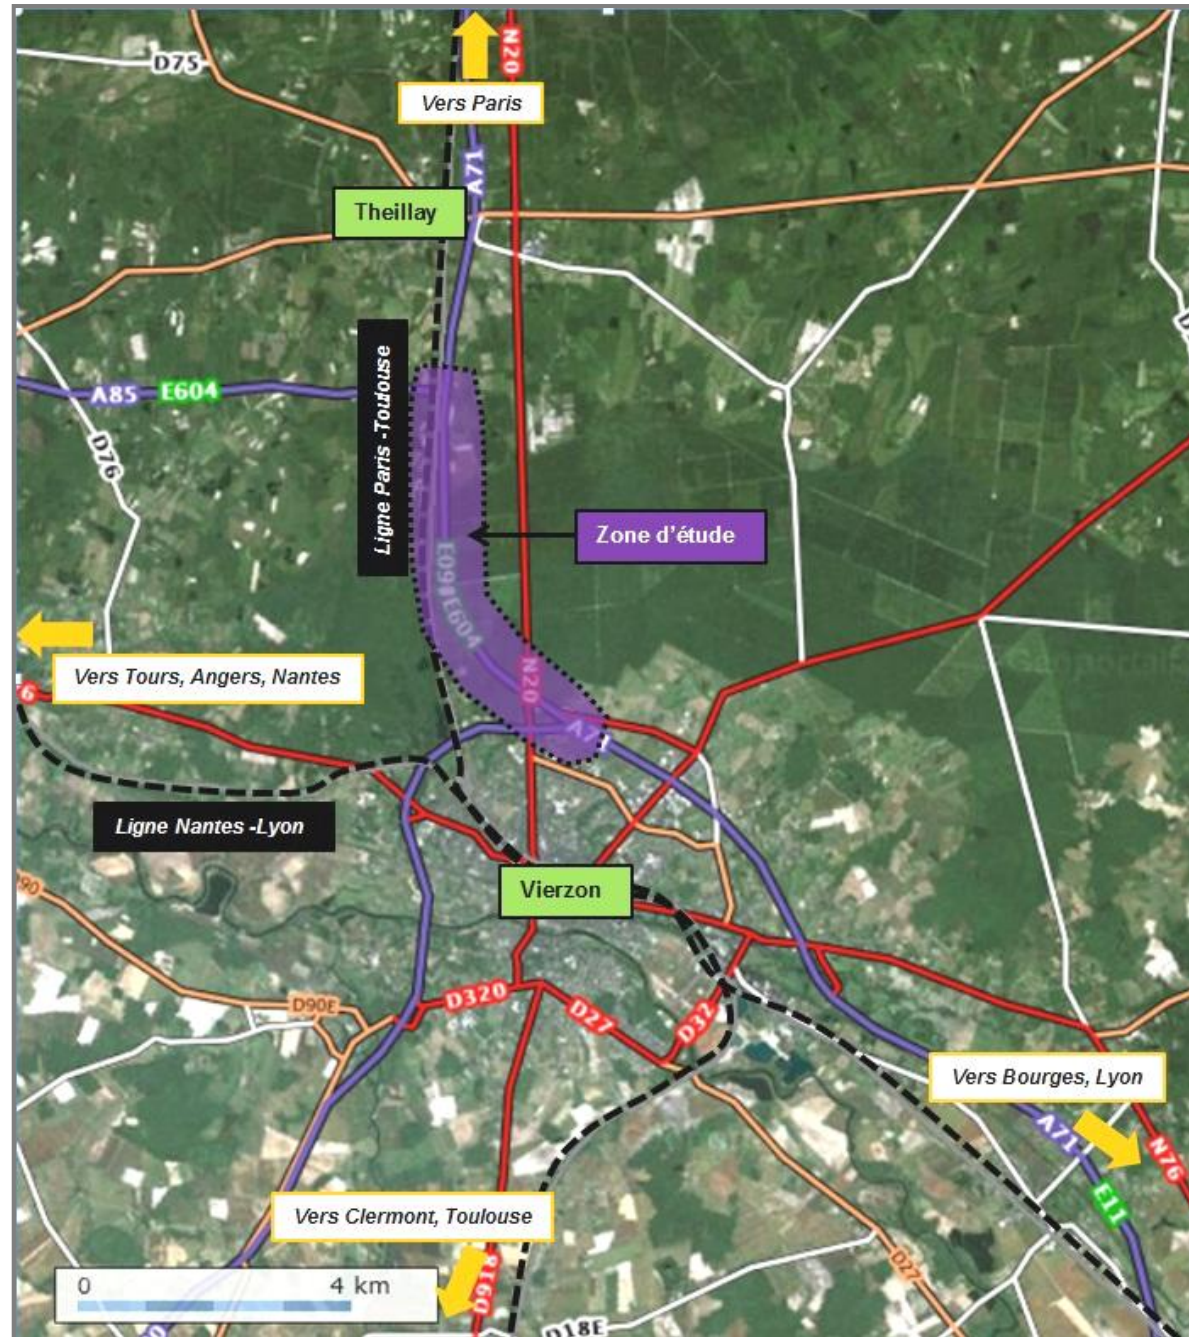 N20
D75
Vers Paris
A71
Theillay
Ligne Paris -Toulouse
A85
E604
D76
Zone d'étude
E604
N20
Vers Tours, Angers, Nantes
A71
Ligne Nantes -Lyon
Vierzon
D90E
D320
D27
D32
Vers Bourges, Lyon
A71
N76
E11
Vers Clermont, Toulouse
D27
0
4 km
D918
D18E